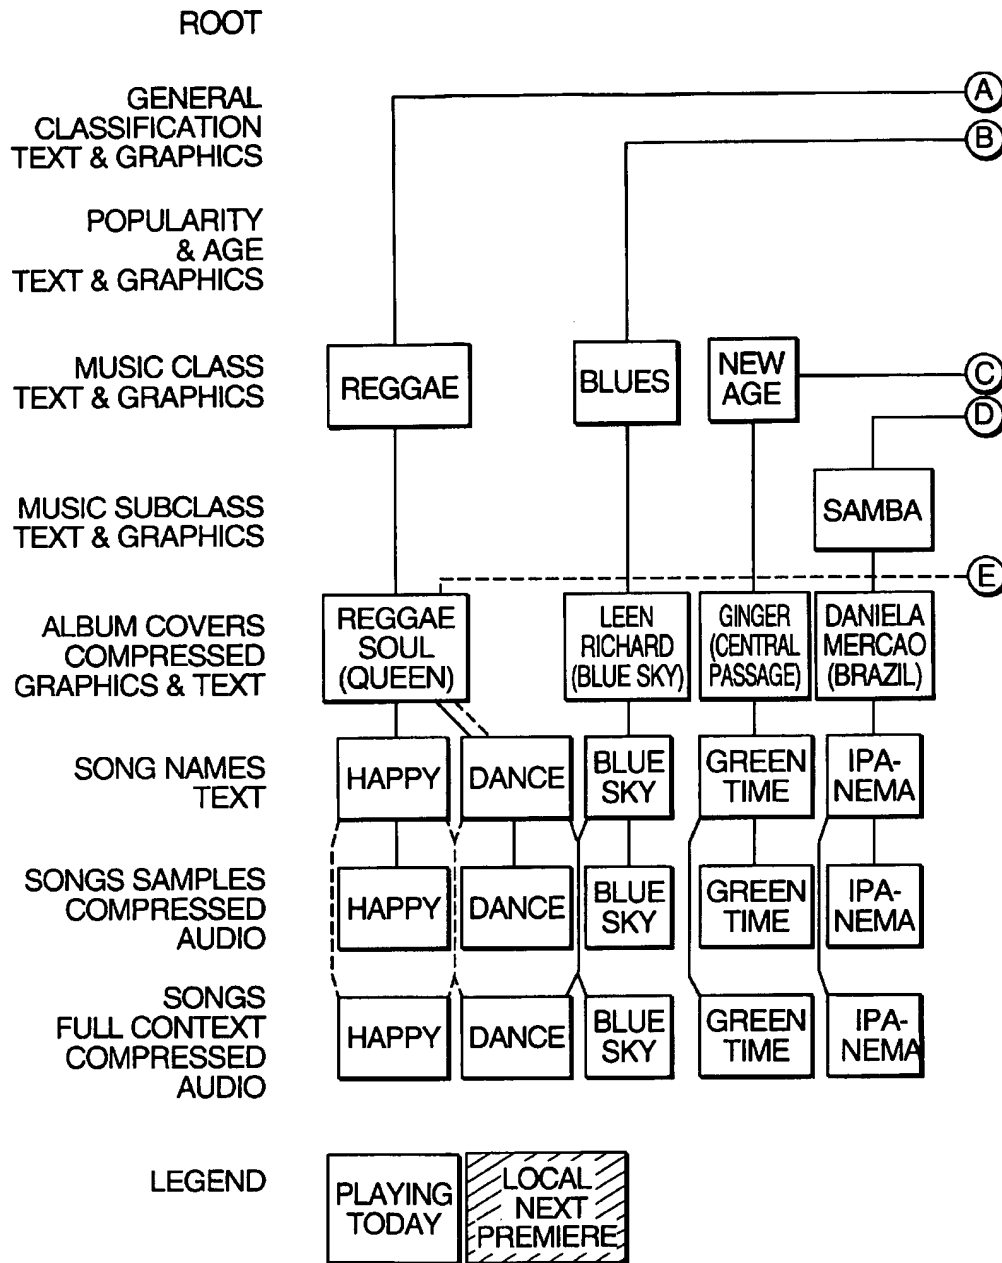 ROOT
GENERAL
CLASSIFICATION
TEXT & GRAPHICS
A
B
POPULARITY
& AGE
TEXT & GRAPHICS
MUSIC CLASS
TEXT & GRAPHICS
REGGAE
BLUES
NEW
AGE
C
D
MUSIC SUBCLASS
TEXT & GRAPHICS
SAMBA
E
ALBUM COVERS
COMPRESSED
GRAPHICS & TEXT
REGGAE
SOUL
(QUEEN)
LEEN
RICHARD
(BLUE SKY)
GINGER
(CENTRAL
PASSAGE)
DANIELA
MERCAO
(BRAZIL)
SONG NAMES
TEXT
HAPPY
DANCE
BLUE
SKY
GREEN
TIME
IPA-
NEMA
SONGS SAMPLES
COMPRESSED
AUDIO
HAPPY
DANCE
BLUE
SKY
GREEN
TIME
IPA-
NEMA
SONGS
FULL CONTEXT
COMPRESSED
AUDIO
HAPPY
DANCE
BLUE
SKY
GREEN
TIME
IPA-
NEMA
LEGEND
PLAYING
TODAY
LOCAL
NEXT
PREMIERE